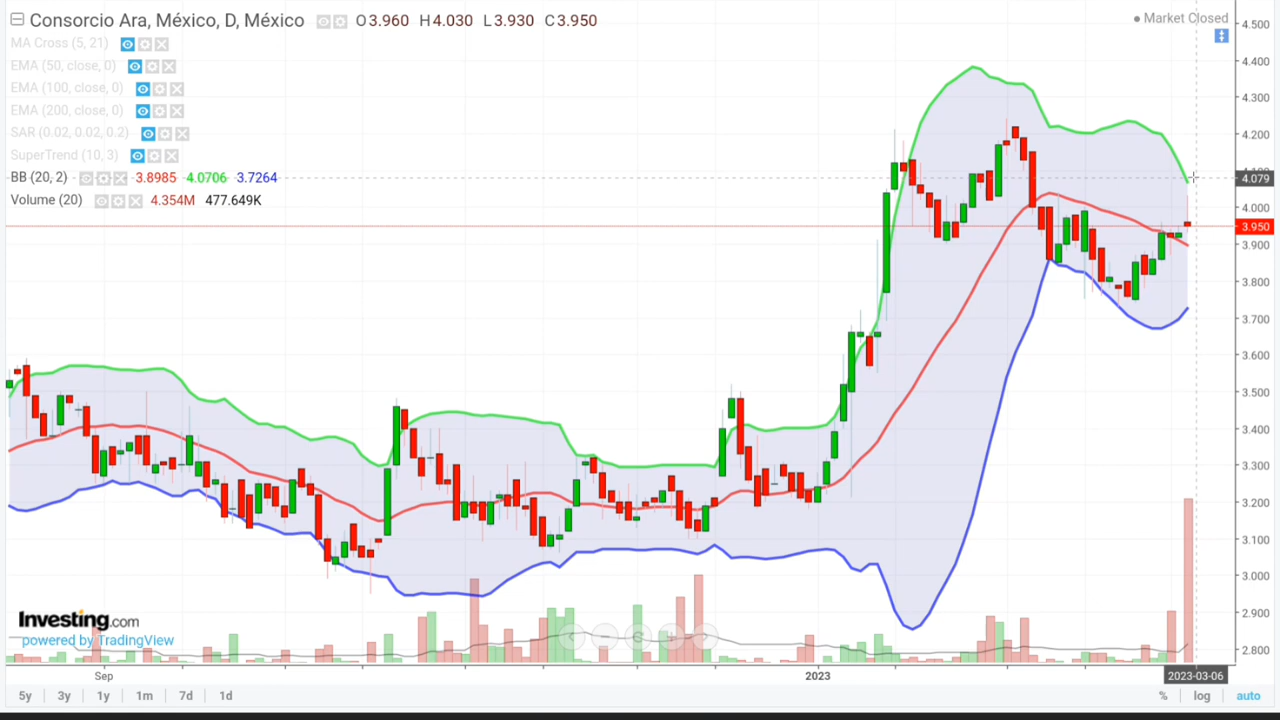 Consorcio Ara, México, D, México O3.960 H4.030 L3.930 C3.950
Market Closed
MA Cross (5, 21)
EMA (50, close, 0)
EMA (100, close, 0)
EMA (200, close, 0)
SAR (0.02, 0.02, 0.2)
SuperTrend (10, 3)
BB (20, 2) 3.8985 4.0706 3.7264
Volume (20) 4.354M 477.649K
4.500
4.400
4.300
4.200
4.079
4.000
3.950
3.900
3.800
3.700
3.600
3.500
3.400
3.300
3.200
3.100
3.000
2.900
2.800
Investing.com
powered by TradingView
Sep 2023 2023-03-06
5y 3y 1y 1m 7d 1d % log auto